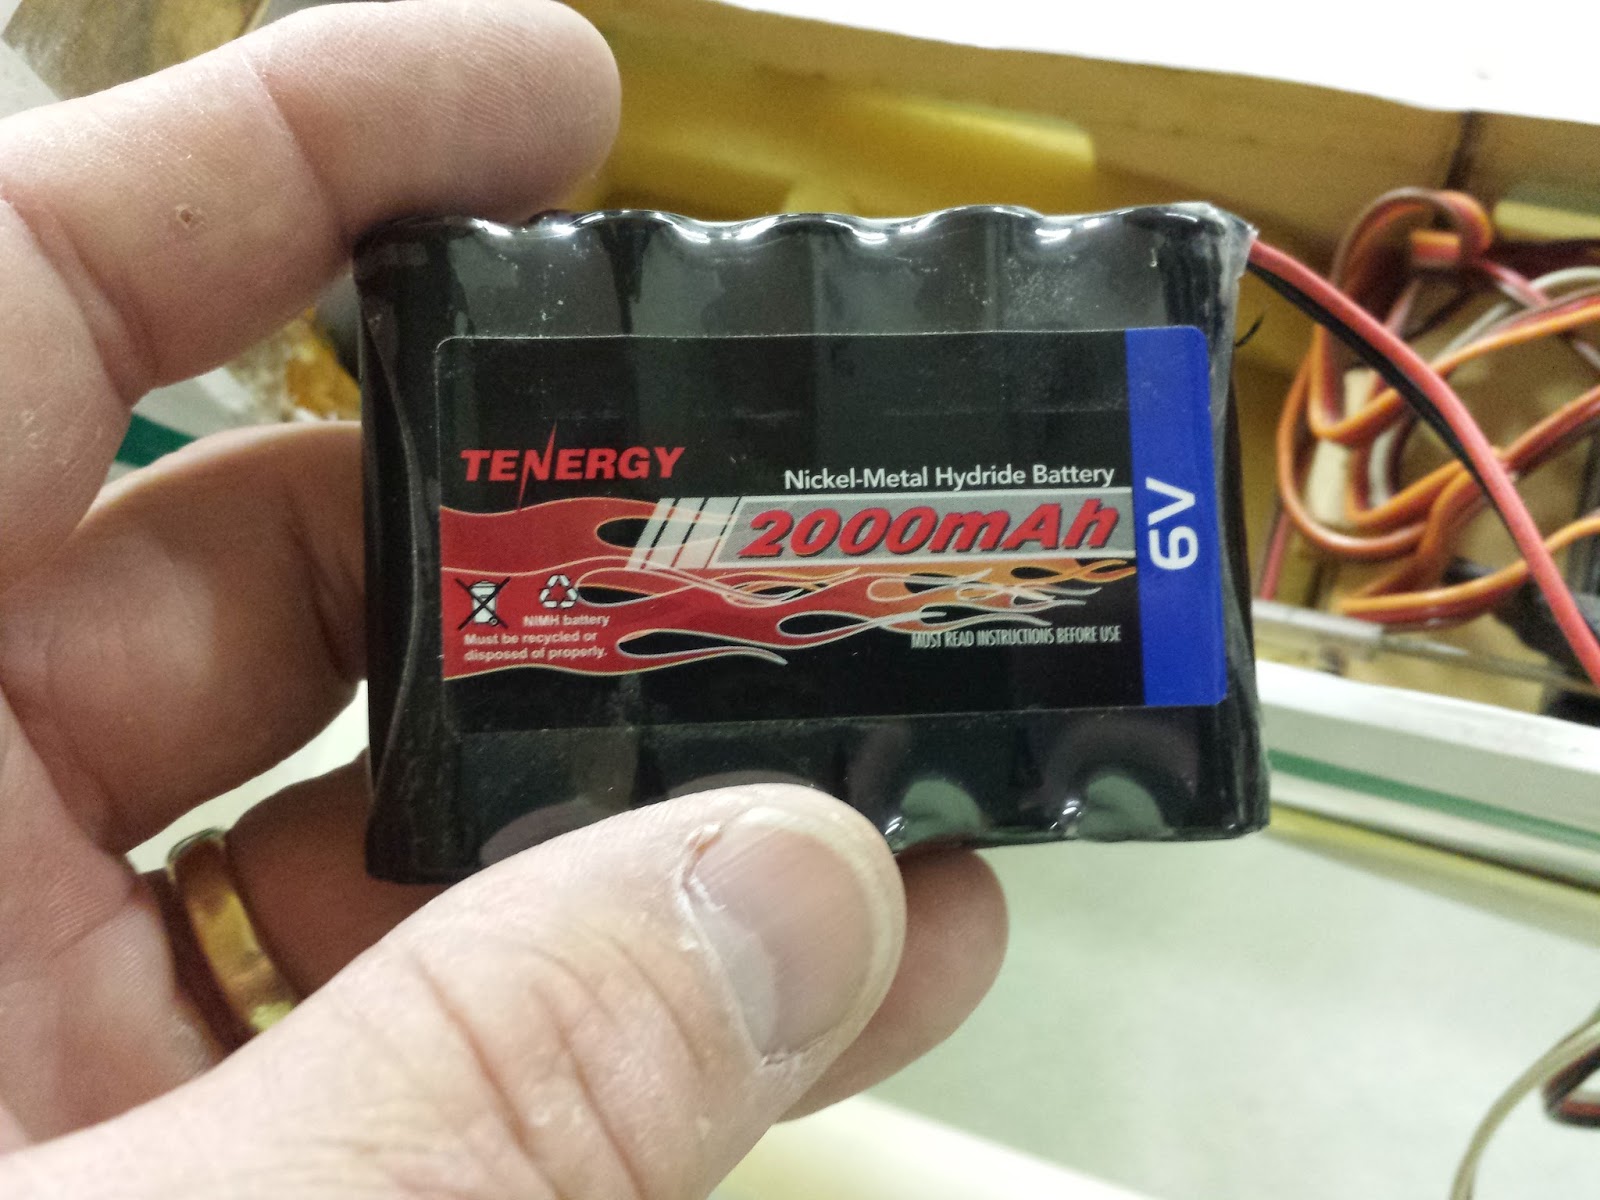 TENERGY
Nickel-Metal Hydride Battery
2000mAh
6V
NIMH battery
Must be recycled or
disposed of properly.
MUST READ INSTRUCTIONS BEFORE USE